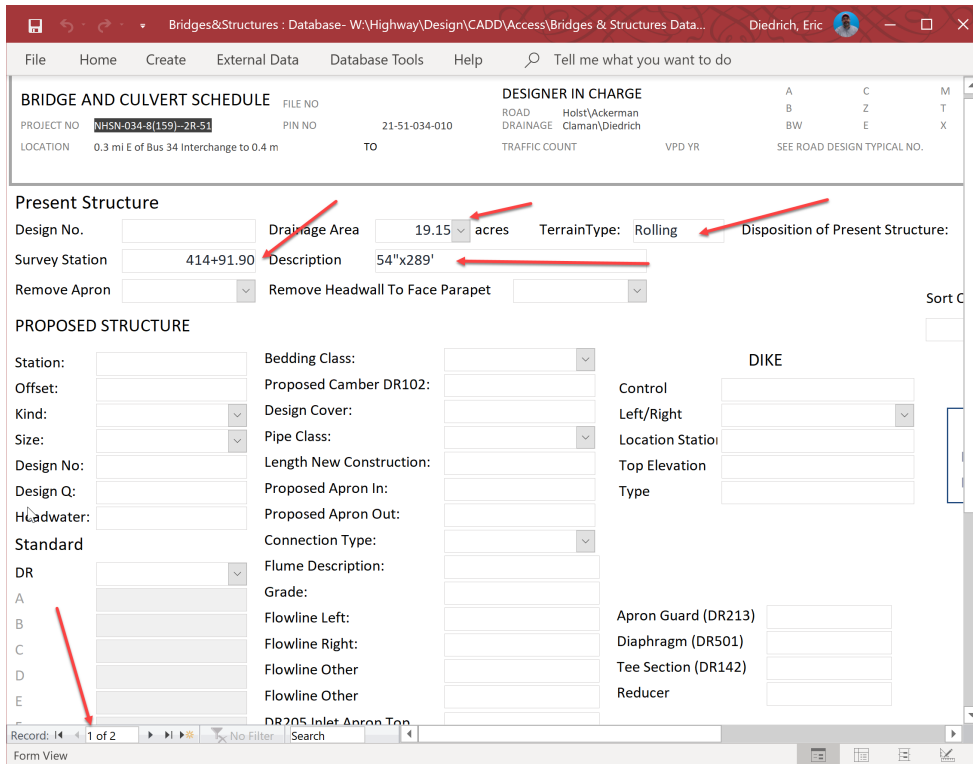 Bridges&Structures : Database- W:\Highway\Design\CADD\Access\Bridges & Structures Data... Diedrich, Eric
File Home Create External Data Database Tools Help Tell me what you want to do
BRIDGE AND CULVERT SCHEDULE FILE NO DESIGNER IN CHARGE A C M
ROAD Holst\Ackerman B Z T
PROJECT NO NHSN-034-8(159)--2R-51 PIN NO 21-51-034-010 DRAINAGE Claman\Diedrich BW E X
LOCATION 0.3 mi E of Bus 34 Interchange to 0.4 m TO TRAFFIC COUNT VPD YR SEE ROAD DESIGN TYPICAL NO.
Present Structure
Design No. Drainage Area 19.15 acres TerrainType: Rolling Disposition of Present Structure:
Survey Station 414+91.90 Description 54"x289'
Remove Apron Remove Headwall To Face Parapet
Sort
PROPOSED STRUCTURE
Station: Bedding Class: DIKE
Offset: Proposed Camber DR102: Control
Kind: Design Cover: Left/Right
Size: Pipe Class: Location Station
Design No: Length New Construction: Top Elevation
Design Q: Proposed Apron In: Type
Headwater: Proposed Apron Out:
Standard Connection Type:
DR Flume Description:
A Grade:
B Flowline Left: Apron Guard (DR213)
C Flowline Right: Diaphragm (DR501)
D Flowline Other Tee Section (DR142)
E Flowline Other Reducer
DR205 Inlet Apron Top
Record: 1 of 2 No Filter Search
Form View